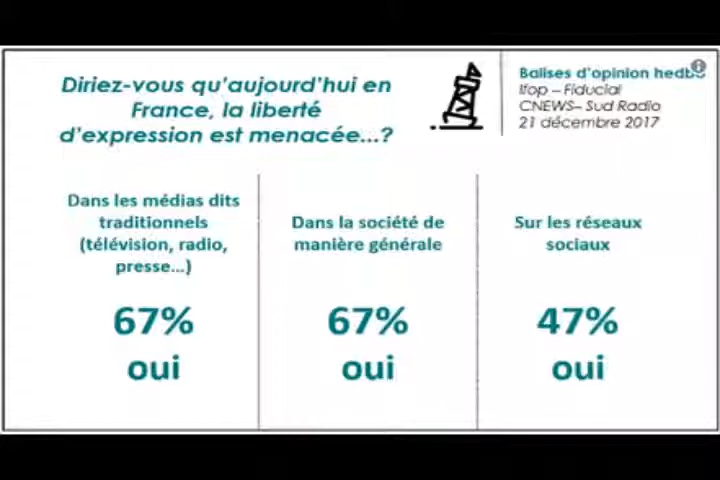 Diriez-vous qu'aujourd'hui en
France, la liberté
d'expression est menacée...?
Balises d'opinion hedbo
Ifop – Fiducial
CNEWS– Sud Radio
21 décembre 2017
Dans les médias dits
traditionnels
(télévision, radio,
presse...)
67%
oui
Dans la société de
manière générale
67%
oui
Sur les réseaux
sociaux
47%
oui